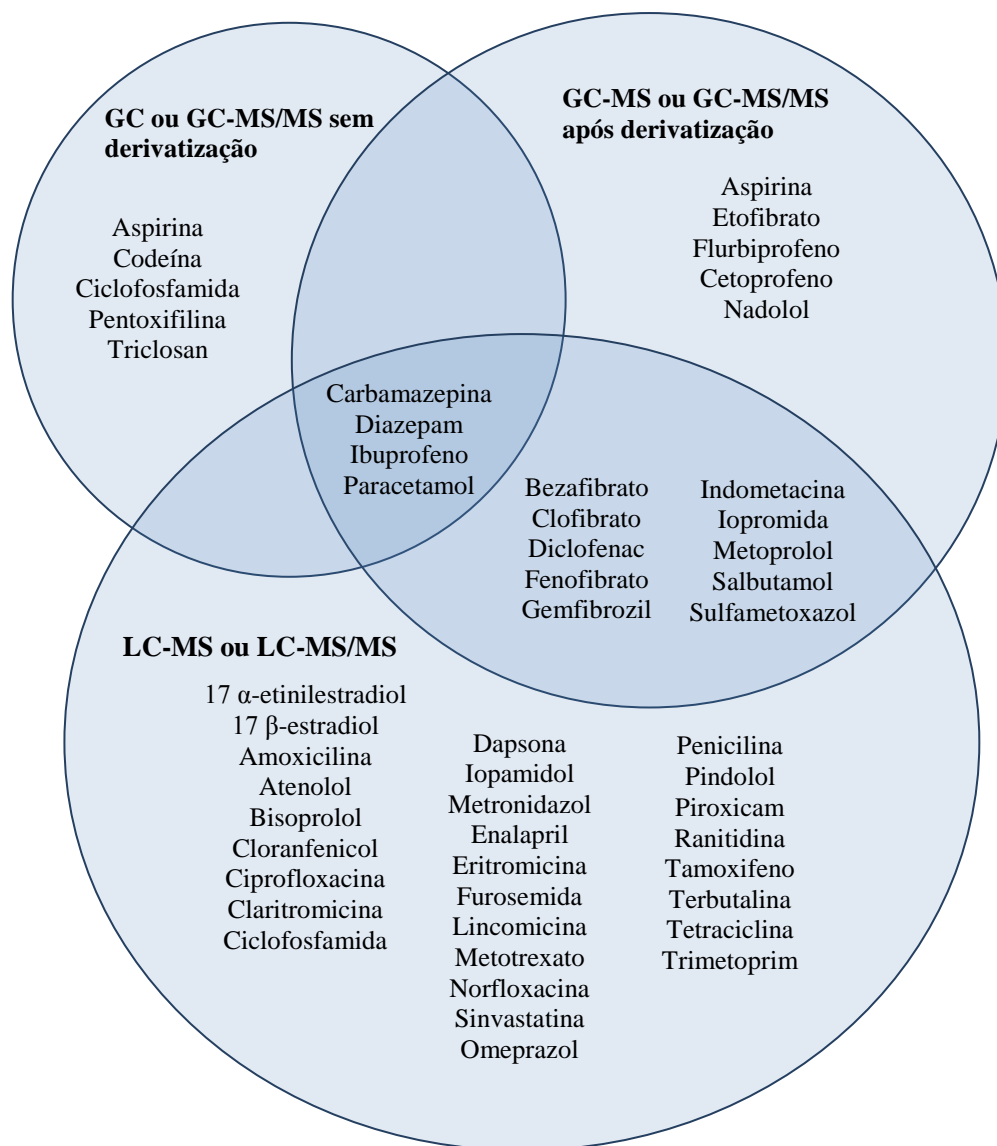 GC ou GC-MS/MS sem
derivatização
Aspirina
Codeína
Ciclofosfamida
Pentoxifilina
Triclosan
GC-MS ou GC-MS/MS
após derivatização
Aspirina
Etofibrato
Flurbiprofeno
Cetoprofeno
Nadolol
Carbamazepina
Diazepam
Ibuprofeno
Paracetamol
Bezafibrato
Clofibrato
Diclofenac
Fenofibrato
Gemfibrozil
Indometacina
Iopromida
Metoprolol
Salbutamol
Sulfametoxazol
LC-MS ou LC-MS/MS
17 α-etinilestradiol
17 β-estradiol
Amoxicilina
Atenolol
Bisoprolol
Cloranfenicol
Ciprofloxacina
Claritromicina
Ciclofosfamida
Dapsona
Iopamidol
Metronidazol
Enalapril
Eritromicina
Furosemida
Lincomicina
Metotrexato
Norfloxacina
Sinvastatina
Omeprazol
Penicilina
Pindolol
Piroxicam
Ranitidina
Tamoxifeno
Terbutalina
Tetraciclina
Trimetoprim